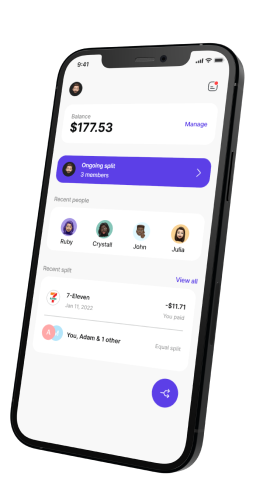 9:41
Balance
$177.53
Manage
Ongoing split
3 members
Recent people
Ruby Crystall John Julia
Recent split
View all
7-Eleven
-$11.71
Jan 11, 2022
You paid
You, Adam & 1 other
Equal split